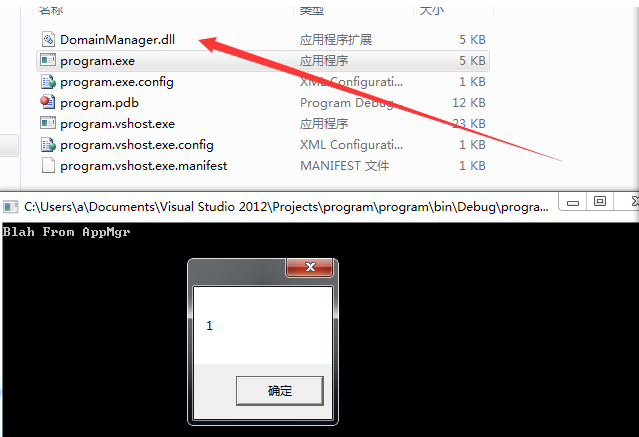 名称 类型 大小
DomainManager.dll 应用程序扩展 5 KB
program.exe 应用程序 5 KB
program.exe.config XML Configurati... 1 KB
program.pdb Program Debug... 12 KB
program.vshost.exe 应用程序 23 KB
program.vshost.exe.config XML Configurati... 1 KB
program.vshost.exe.manifest MANIFEST 文件 1 KB
C:\Users\a\Documents\Visual Studio 2012\Projects\program\program\bin\Debug\progra...
Blah From AppMgr
1
确定